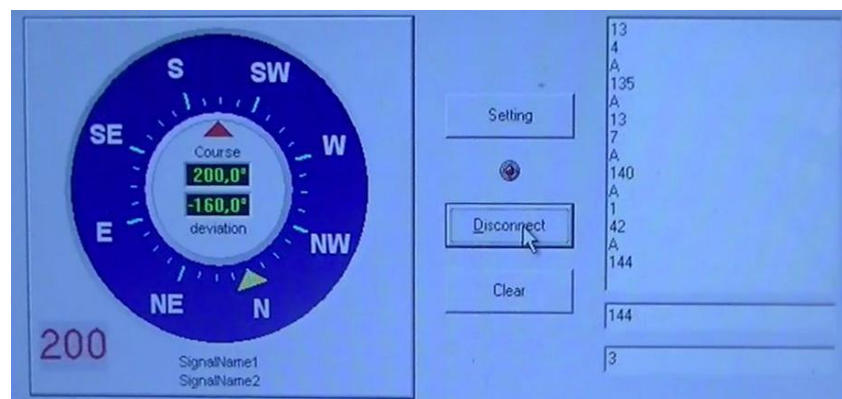 S
SW
SE
W
Course
200,0°
-160,0°
deviation
E
NW
NE
N
200
SignalName1
SignalName2
Setting
Disconnect
Clear
13
4
A
135
A
13
7
A
140
A
1
42
A
144
144
3